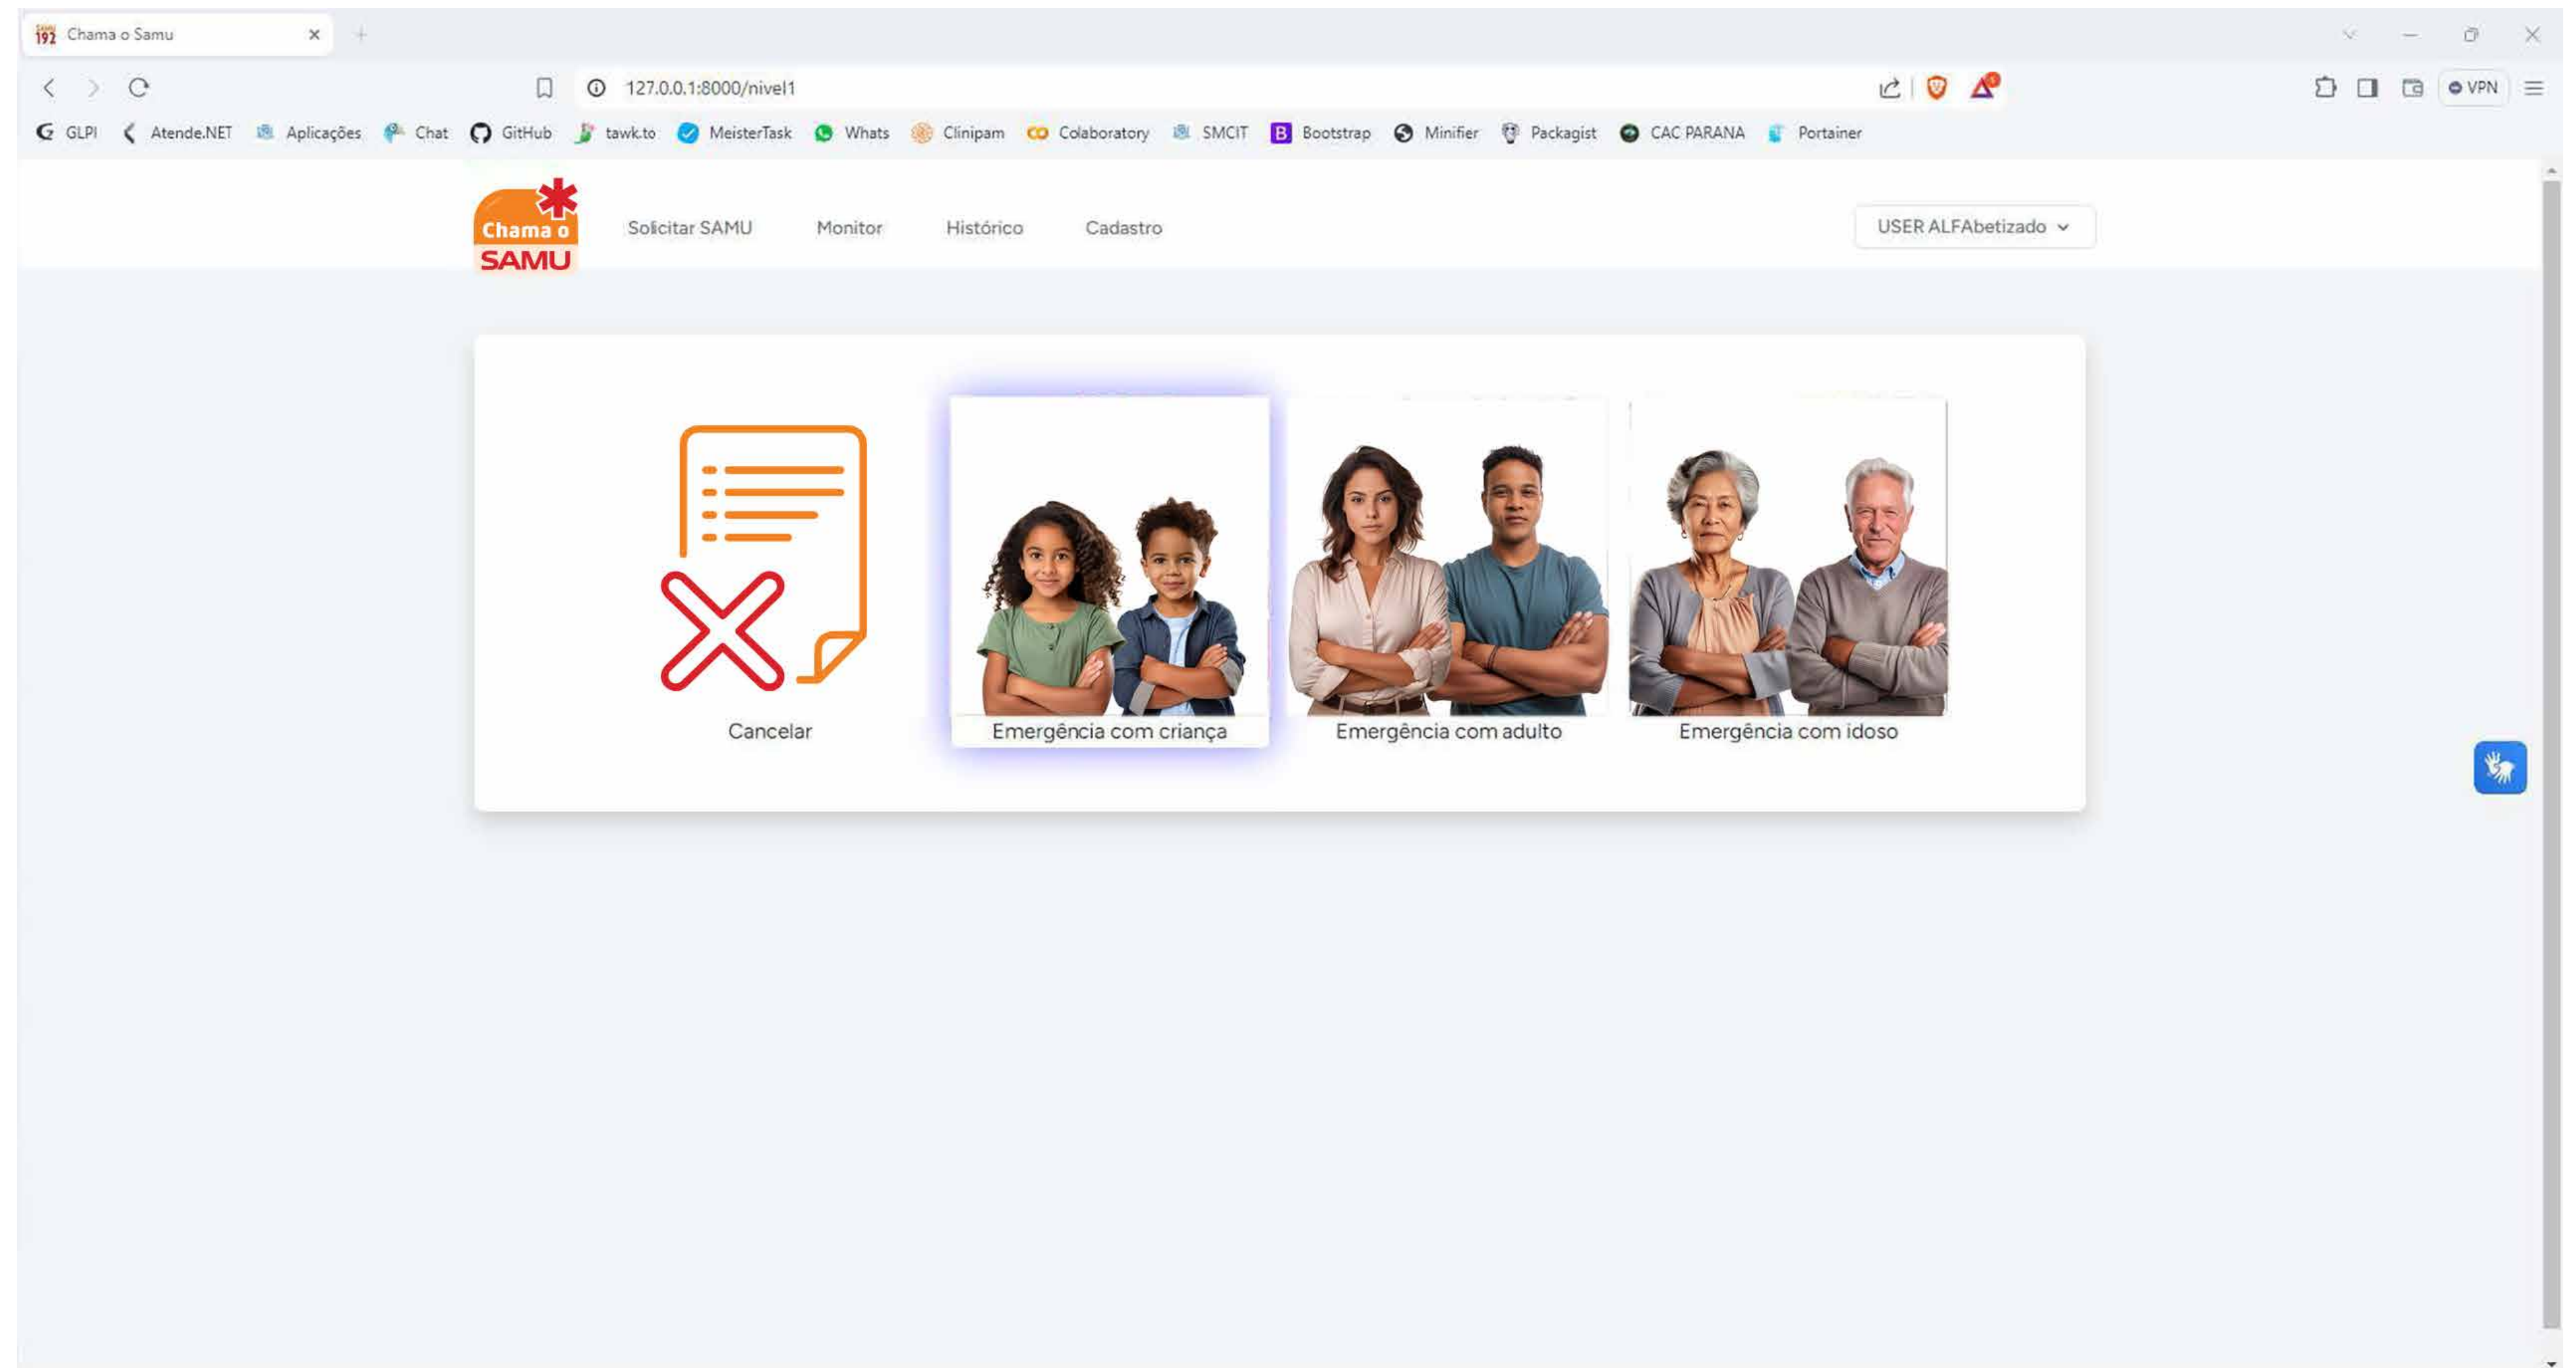 Chama o Samu
127.0.0.1:8000/nivel1
VPN
GLPI Atende.NET Aplicações Chat GitHub tawk.to MeisterTask Whats Clinipam Colaboratory SMCIT Bootstrap Minifier Packagist CAC PARANA Portainer
Chama o
SAMU
Solicitar SAMU Monitor Histórico Cadastro USER ALFAbetizado
Cancelar Emergência com criança Emergência com adulto Emergência com idoso